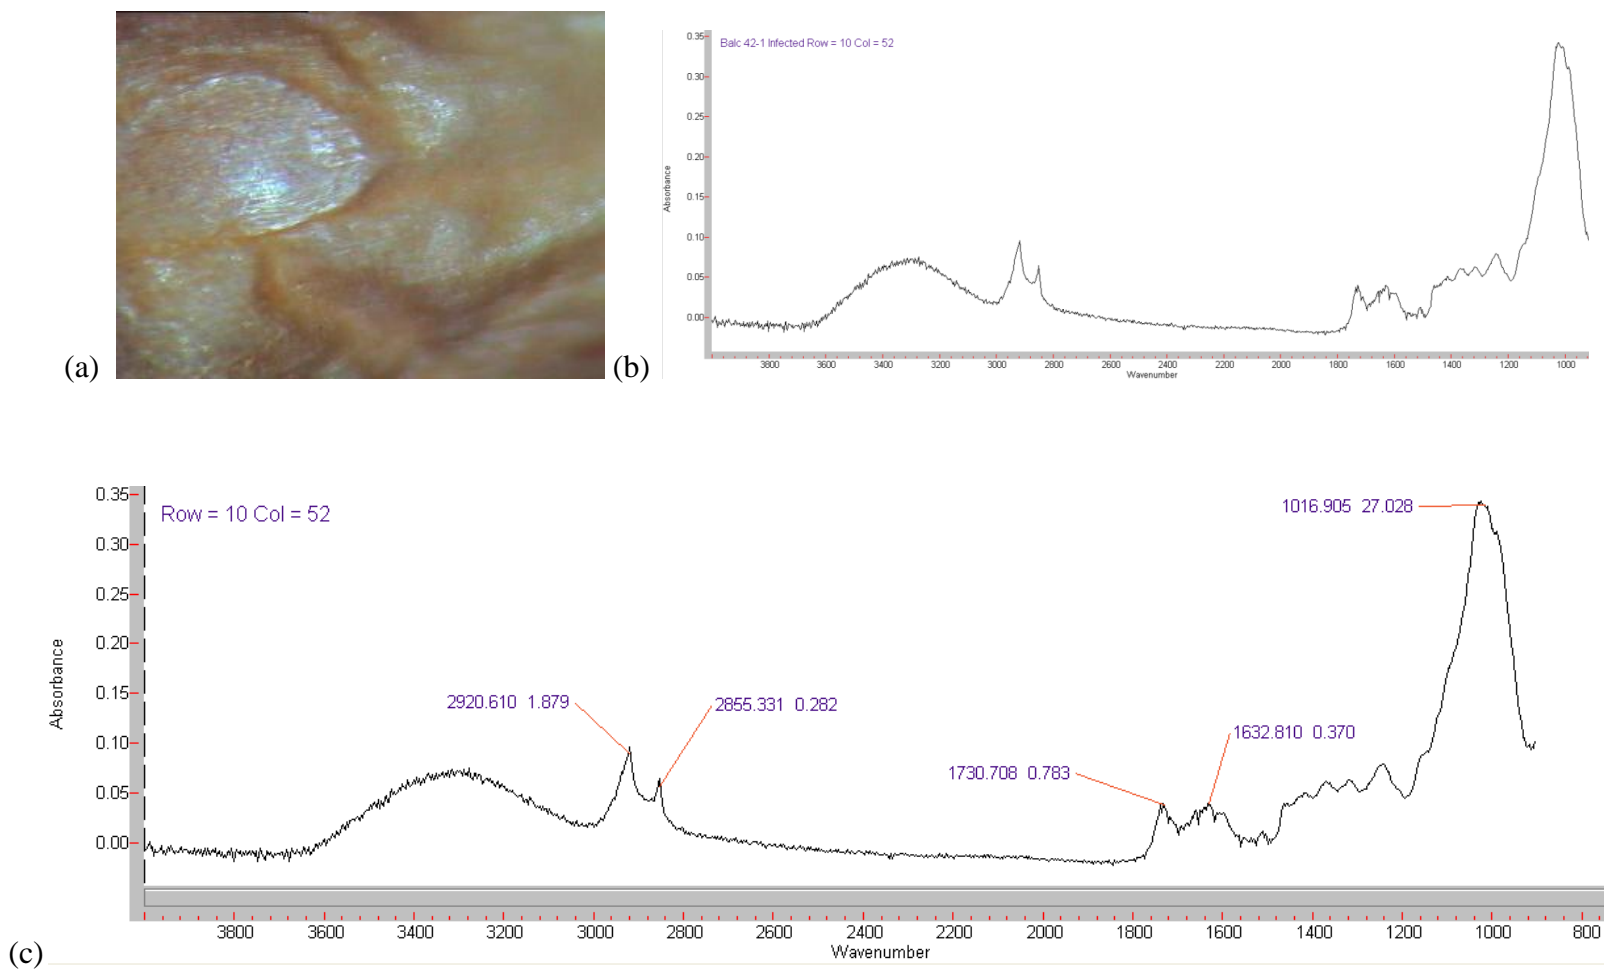 (a)
Balc 42-1 Infected Row = 10 Col = 52
0.35
0.30
0.25
0.20
0.15
0.10
0.05
0.00
Absorbance
3800 3600 3400 3200 3000 2800 2600 2400 2200 2000 1800 1600 1400 1200 1000
Wavenumber
(b)
Row = 10 Col = 52
0.35
0.30
0.25
0.20
0.15
0.10
0.05
0.00
Absorbance
1016.905 27.028
2920.610 1.879
2855.331 0.282
1632.810 0.370
1730.708 0.783
3800 3600 3400 3200 3000 2800 2600 2400 2200 2000 1800 1600 1400 1200 1000 800
Wavenumber
(c)